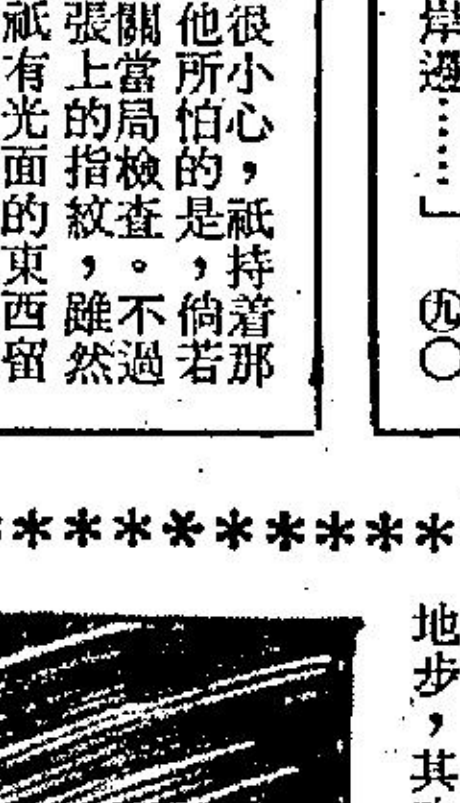 岸邊……」㊈〇
很小心，祇持着那
他所怕的是，倘若
關當局檢查。不過
張上的指紋，雖然
祇有光面的東西留
＊＊＊＊＊＊＊＊＊
地步，其